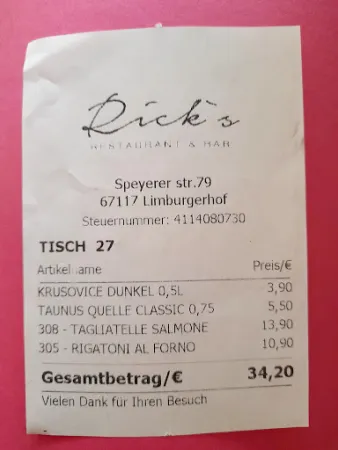 Rick's
RESTAURANT & BAR
Speyerer str.79
67117 Limburgerhof
Steuernummer: 4114080730
TISCH 27
Artikel ame Preis/€
KRUSOVICE DUNKEL 0,5L 3,90
TAUNUS QUELLE CLASSIC 0,75 5,50
308 - TAGLIATELLE SALMONE 13,90
305 - RIGATONI AL FORNO 10,90
Gesamtbetrag/€ 34,20
Vielen Dank für Ihren Besuch